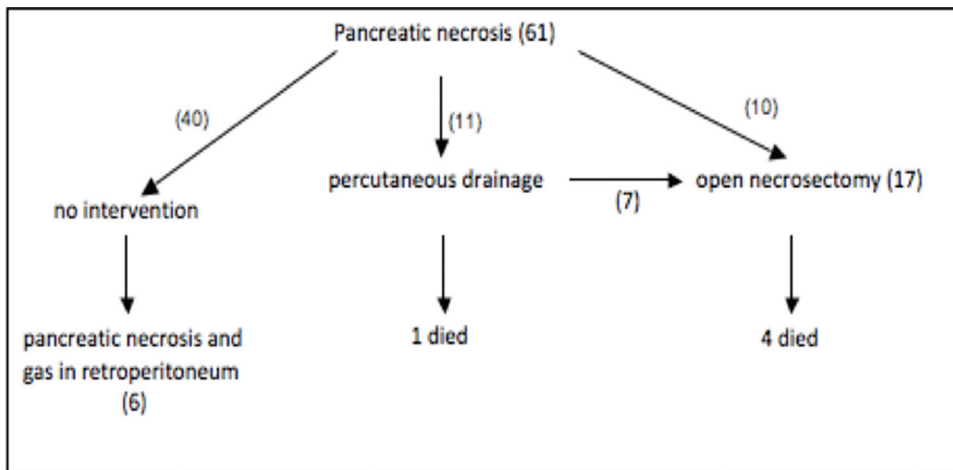 Pancreatic necrosis (61)
(40)
(11)
(10)
no intervention
percutaneous drainage
(7)
open necrosectomy (17)
pancreatic necrosis and
gas in retroperitoneum
(6)
1 died
4 died